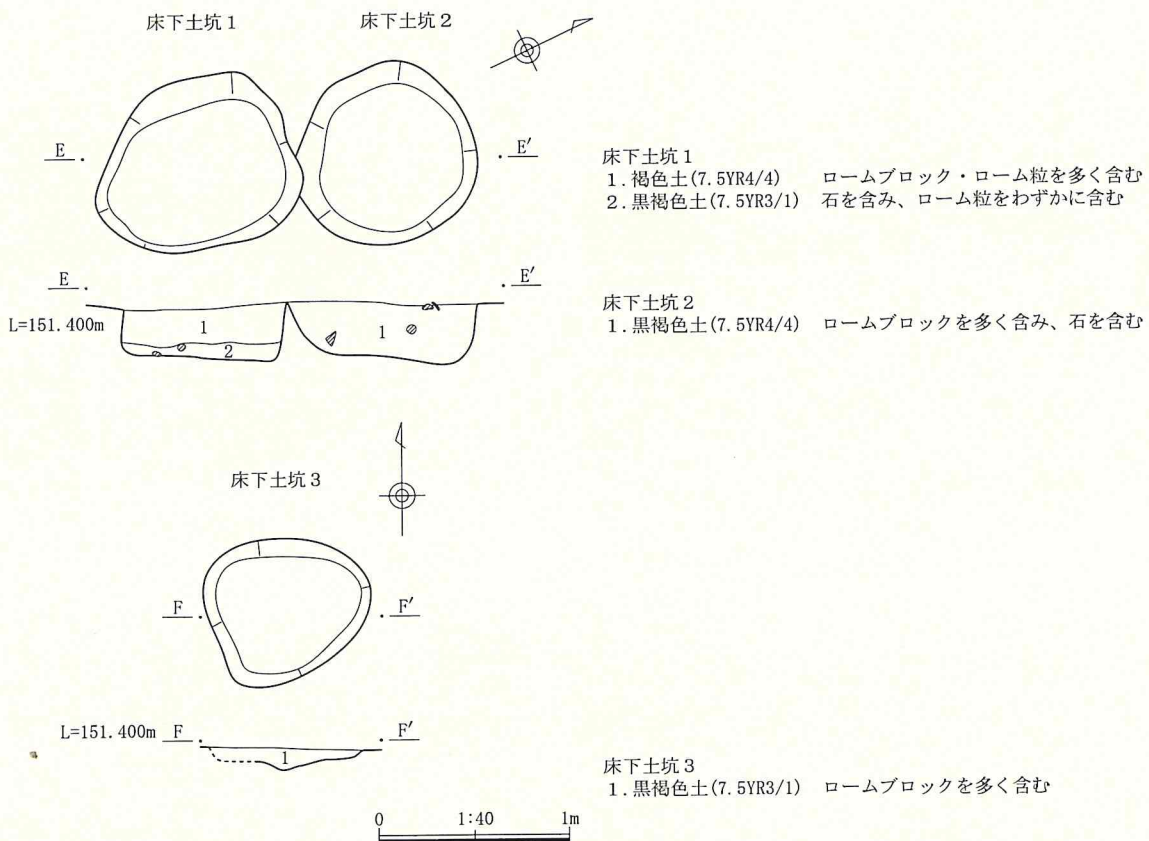 床下土坑1 床下土坑2
E E′
床下土坑1
1.褐色土(7.5YR4/4) ロームブロック・ローム粒を多く含む
2.黒褐色土(7.5YR3/1) 石を含み、ローム粒をわずかに含む
E E′
L=151.400m
1
2
1
床下土坑2
1.黒褐色土(7.5YR4/4) ロームブロックを多く含み、石を含む
床下土坑3
F F′
L=151.400m F F′
1
床下土坑3
1.黒褐色土(7.5YR3/1) ロームブロックを多く含む
0 1:40 1m